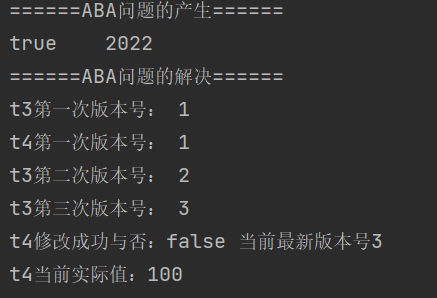 ======ABA问题的产生======
true    2022
======ABA问题的解决======
t3第一次版本号： 1
t4第一次版本号： 1
t3第二次版本号： 2
t3第三次版本号： 3
t4修改成功与否：false 当前最新版本号3
t4当前实际值：100